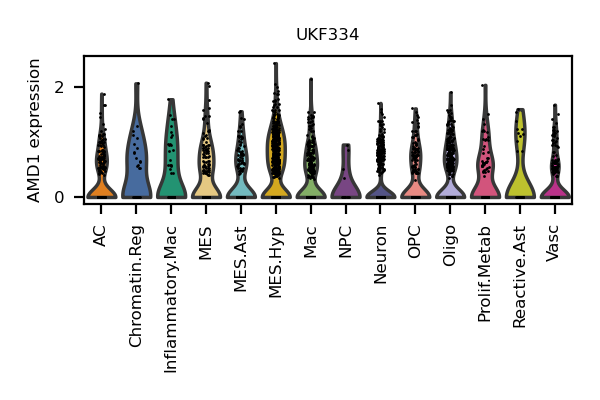 UKF334
AMD1 expression
2
0
AC
Chromatin.Reg
Inflammatory.Mac
MES
MES.Ast
MES.Hyp
Mac
NPC
Neuron
OPC
Oligo
Prolif.Metab
Reactive.Ast
Vasc